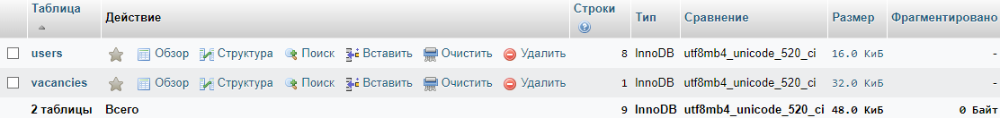 Таблица Действие Строки Тип Сравнение Размер Фрагментировано
users Обзор Структура Поиск Вставить Очистить Удалить 8 InnoDB utf8mb4_unicode_520_ci 16.0 КиБ -
vacancies Обзор Структура Поиск Вставить Очистить Удалить 1 InnoDB utf8mb4_unicode_520_ci 32.0 КиБ -
2 таблицы Всего 9 InnoDB utf8mb4_unicode_520_ci 48.0 КиБ 0 Байт